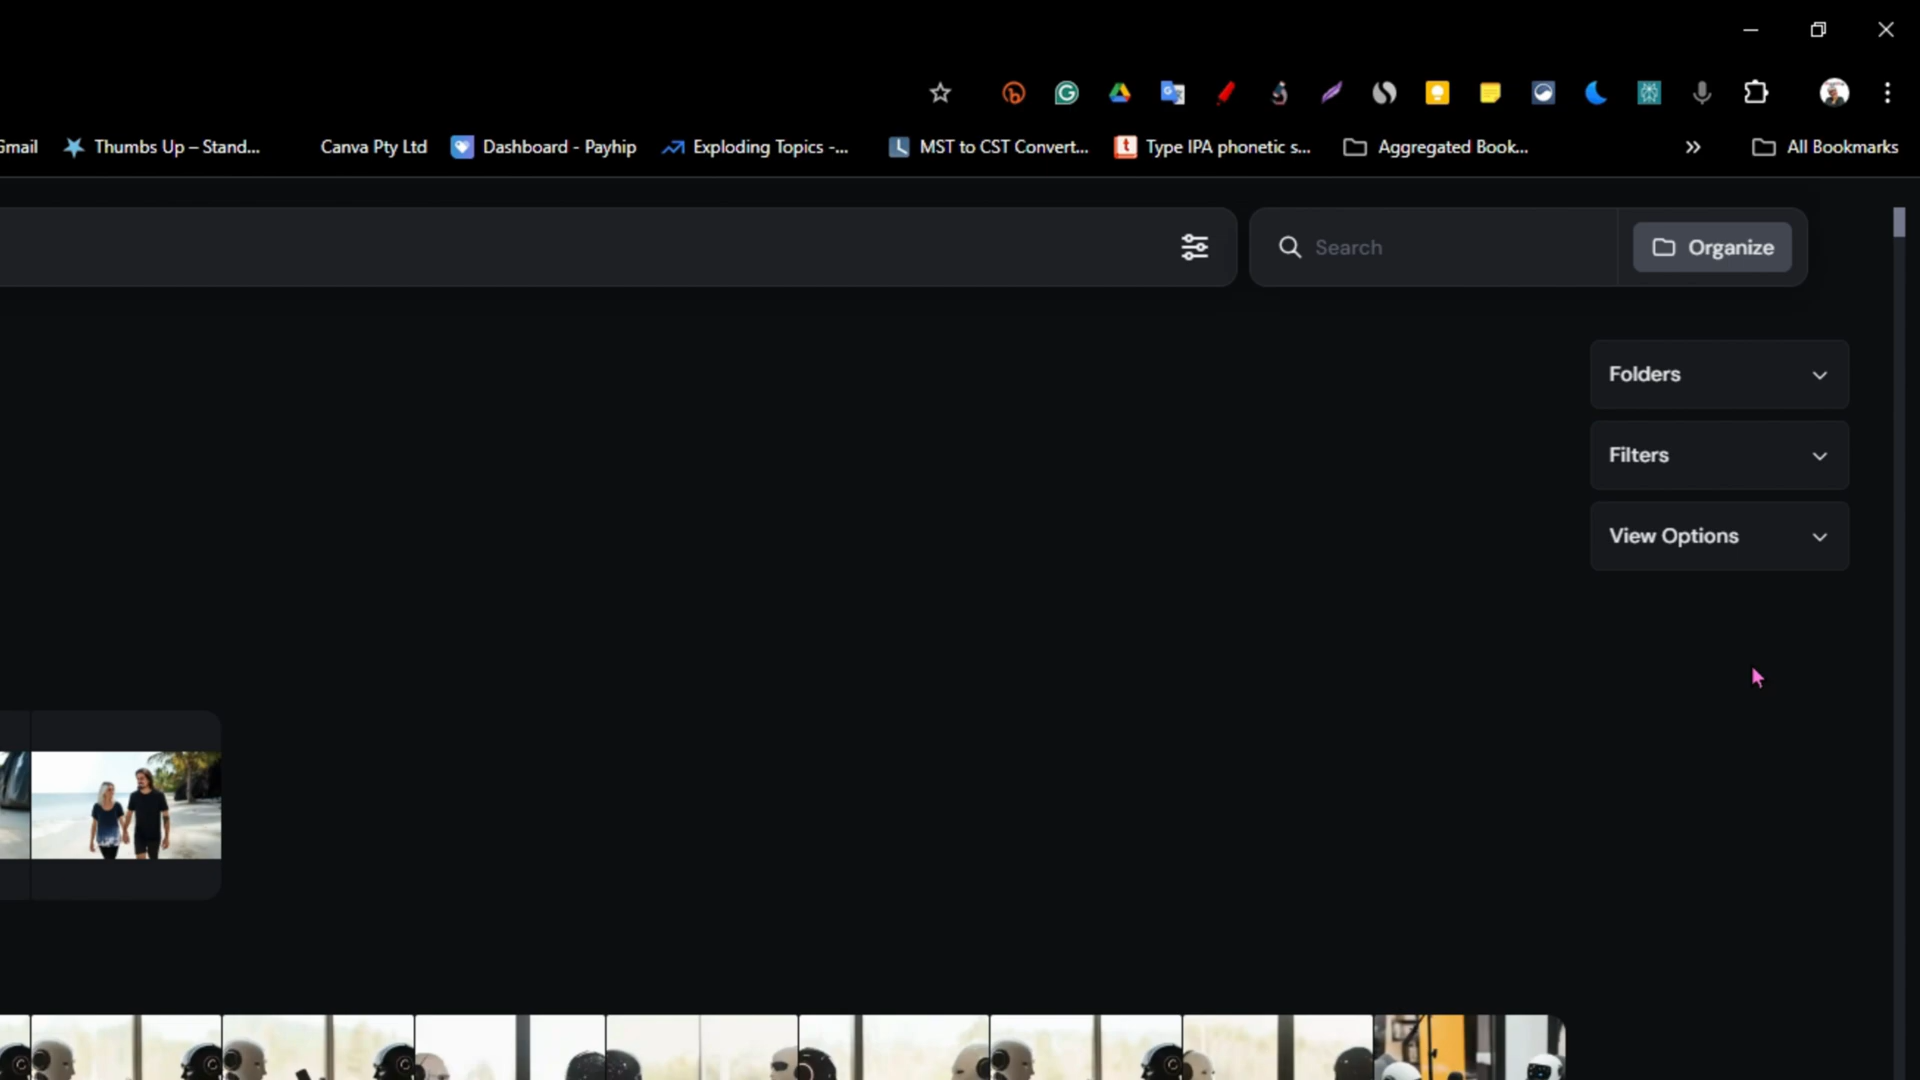 Gmail
Thumbs Up – Stand...
Canva Pty Ltd
Dashboard - Payhip
Exploding Topics -...
MST to CST Convert...
Type IPA phonetic s...
Aggregated Book...
All Bookmarks
Search
Organize
Folders
Filters
View Options